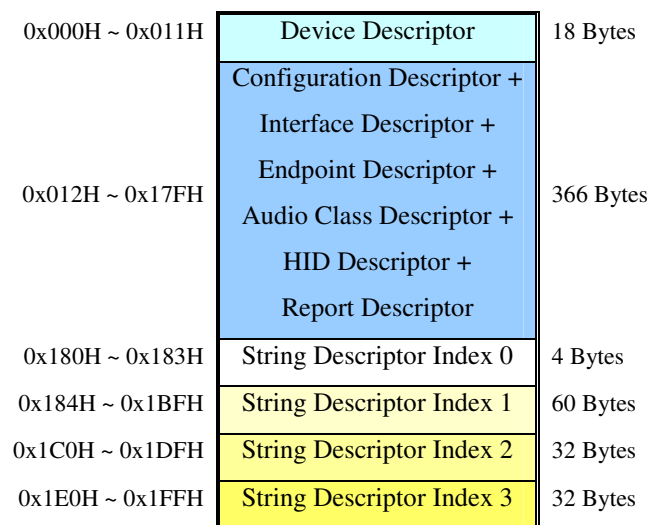 0x000H ~ 0x011H Device Descriptor 18 Bytes
Configuration Descriptor +
Interface Descriptor +
Endpoint Descriptor +
0x012H ~ 0x17FH 366 Bytes
Audio Class Descriptor +
HID Descriptor +
Report Descriptor
0x180H ~ 0x183H String Descriptor Index 0 4 Bytes
0x184H ~ 0x1BFH String Descriptor Index 1 60 Bytes
0x1C0H ~ 0x1DFH String Descriptor Index 2 32 Bytes
0x1E0H ~ 0x1FFH String Descriptor Index 3 32 Bytes